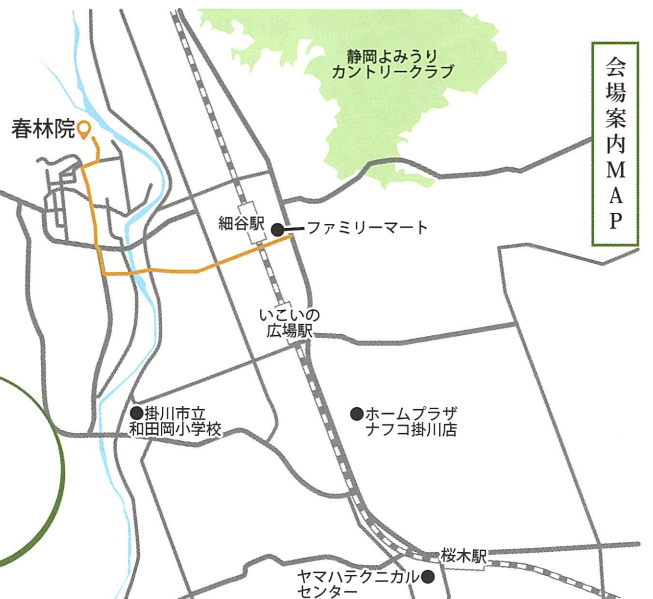 会場案内MAP
静岡よみうり
カントリークラブ
春林院
細谷駅
ファミリーマート
いこいの
広場駅
掛川市立
和田岡小学校
ホームプラザ
ナフコ掛川店
桜木駅
ヤマハテクニカル
センター